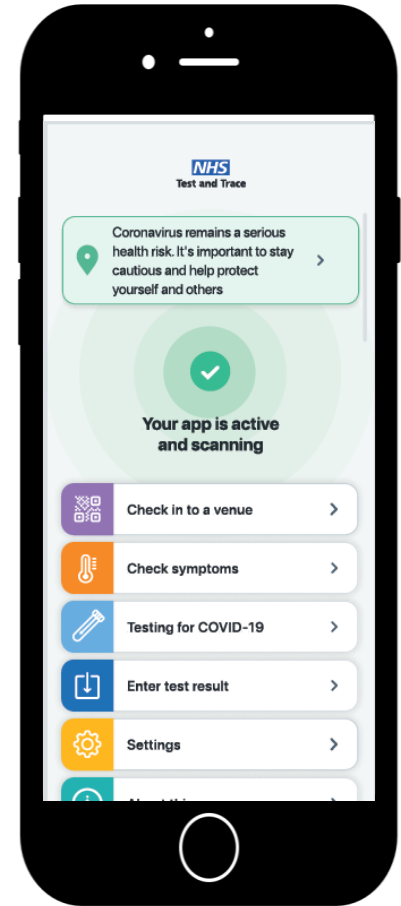 NHS
Test and Trace
Coronavirus remains a serious
health risk. It's important to stay
cautious and help protect
yourself and others
Your app is active
and scanning
Check in to a venue
Check symptoms
Testing for COVID-19
Enter test result
Settings